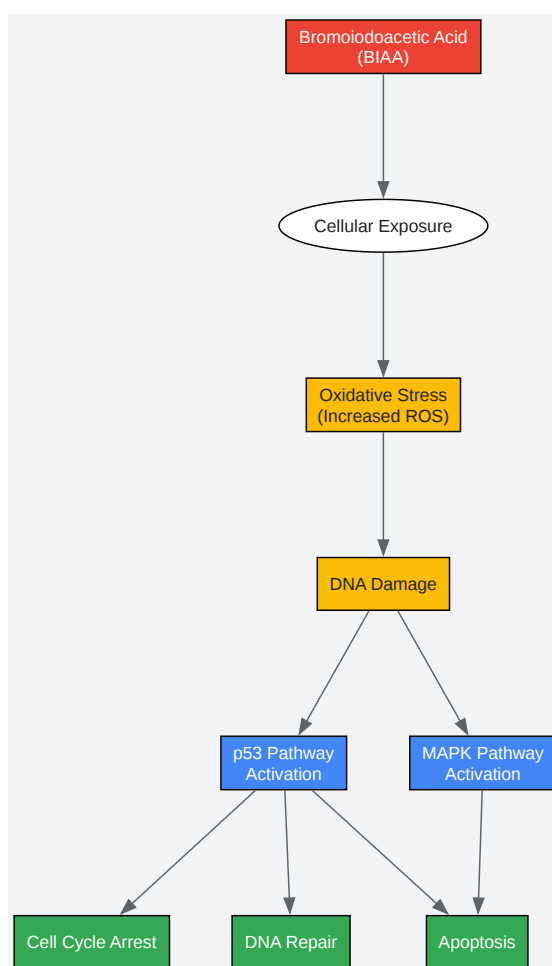 Bromoiodoacetic Acid
(BIAA)
Cellular Exposure
Oxidative Stress
(Increased ROS)
DNA Damage
p53 Pathway
Activation
MAPK Pathway
Activation
Cell Cycle Arrest
DNA Repair
Apoptosis